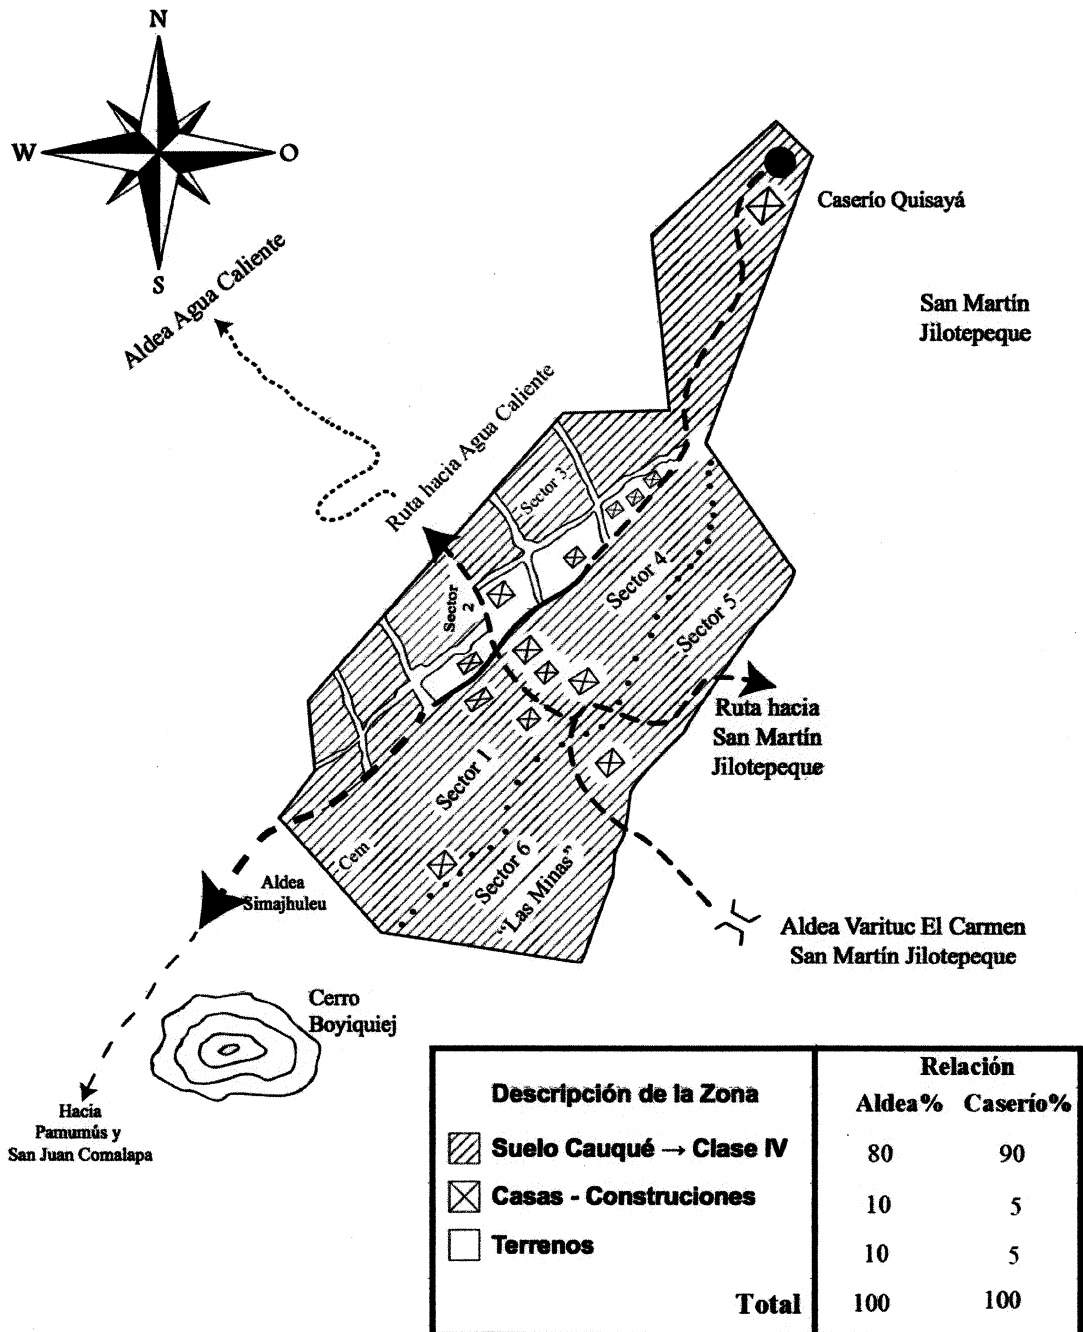 N
W
O
S
Aldea Agua Caliente
Caserío Quisayá
San Martín
Jilotepeque
Ruta hacia Agua Caliente
Sector 3
Sector
2
Sector 4
Sector 5
Ruta hacia
San Martín
Jilotepeque
Sector 1
Cem
Sector 6
“Las Minas”
Aldea
Simajhuleu
Aldea Varituc El Carmen
San Martín Jilotepeque
Cerro
Boyiquiej
Hacia
Pamumús y
San Juan Comalapa
Descripción de la Zona
Relación
Aldea% Caserío%
Suelo Cauqué → Clase IV 80 90
Casas - Construciones 10 5
Terrenos 10 5
Total 100 100